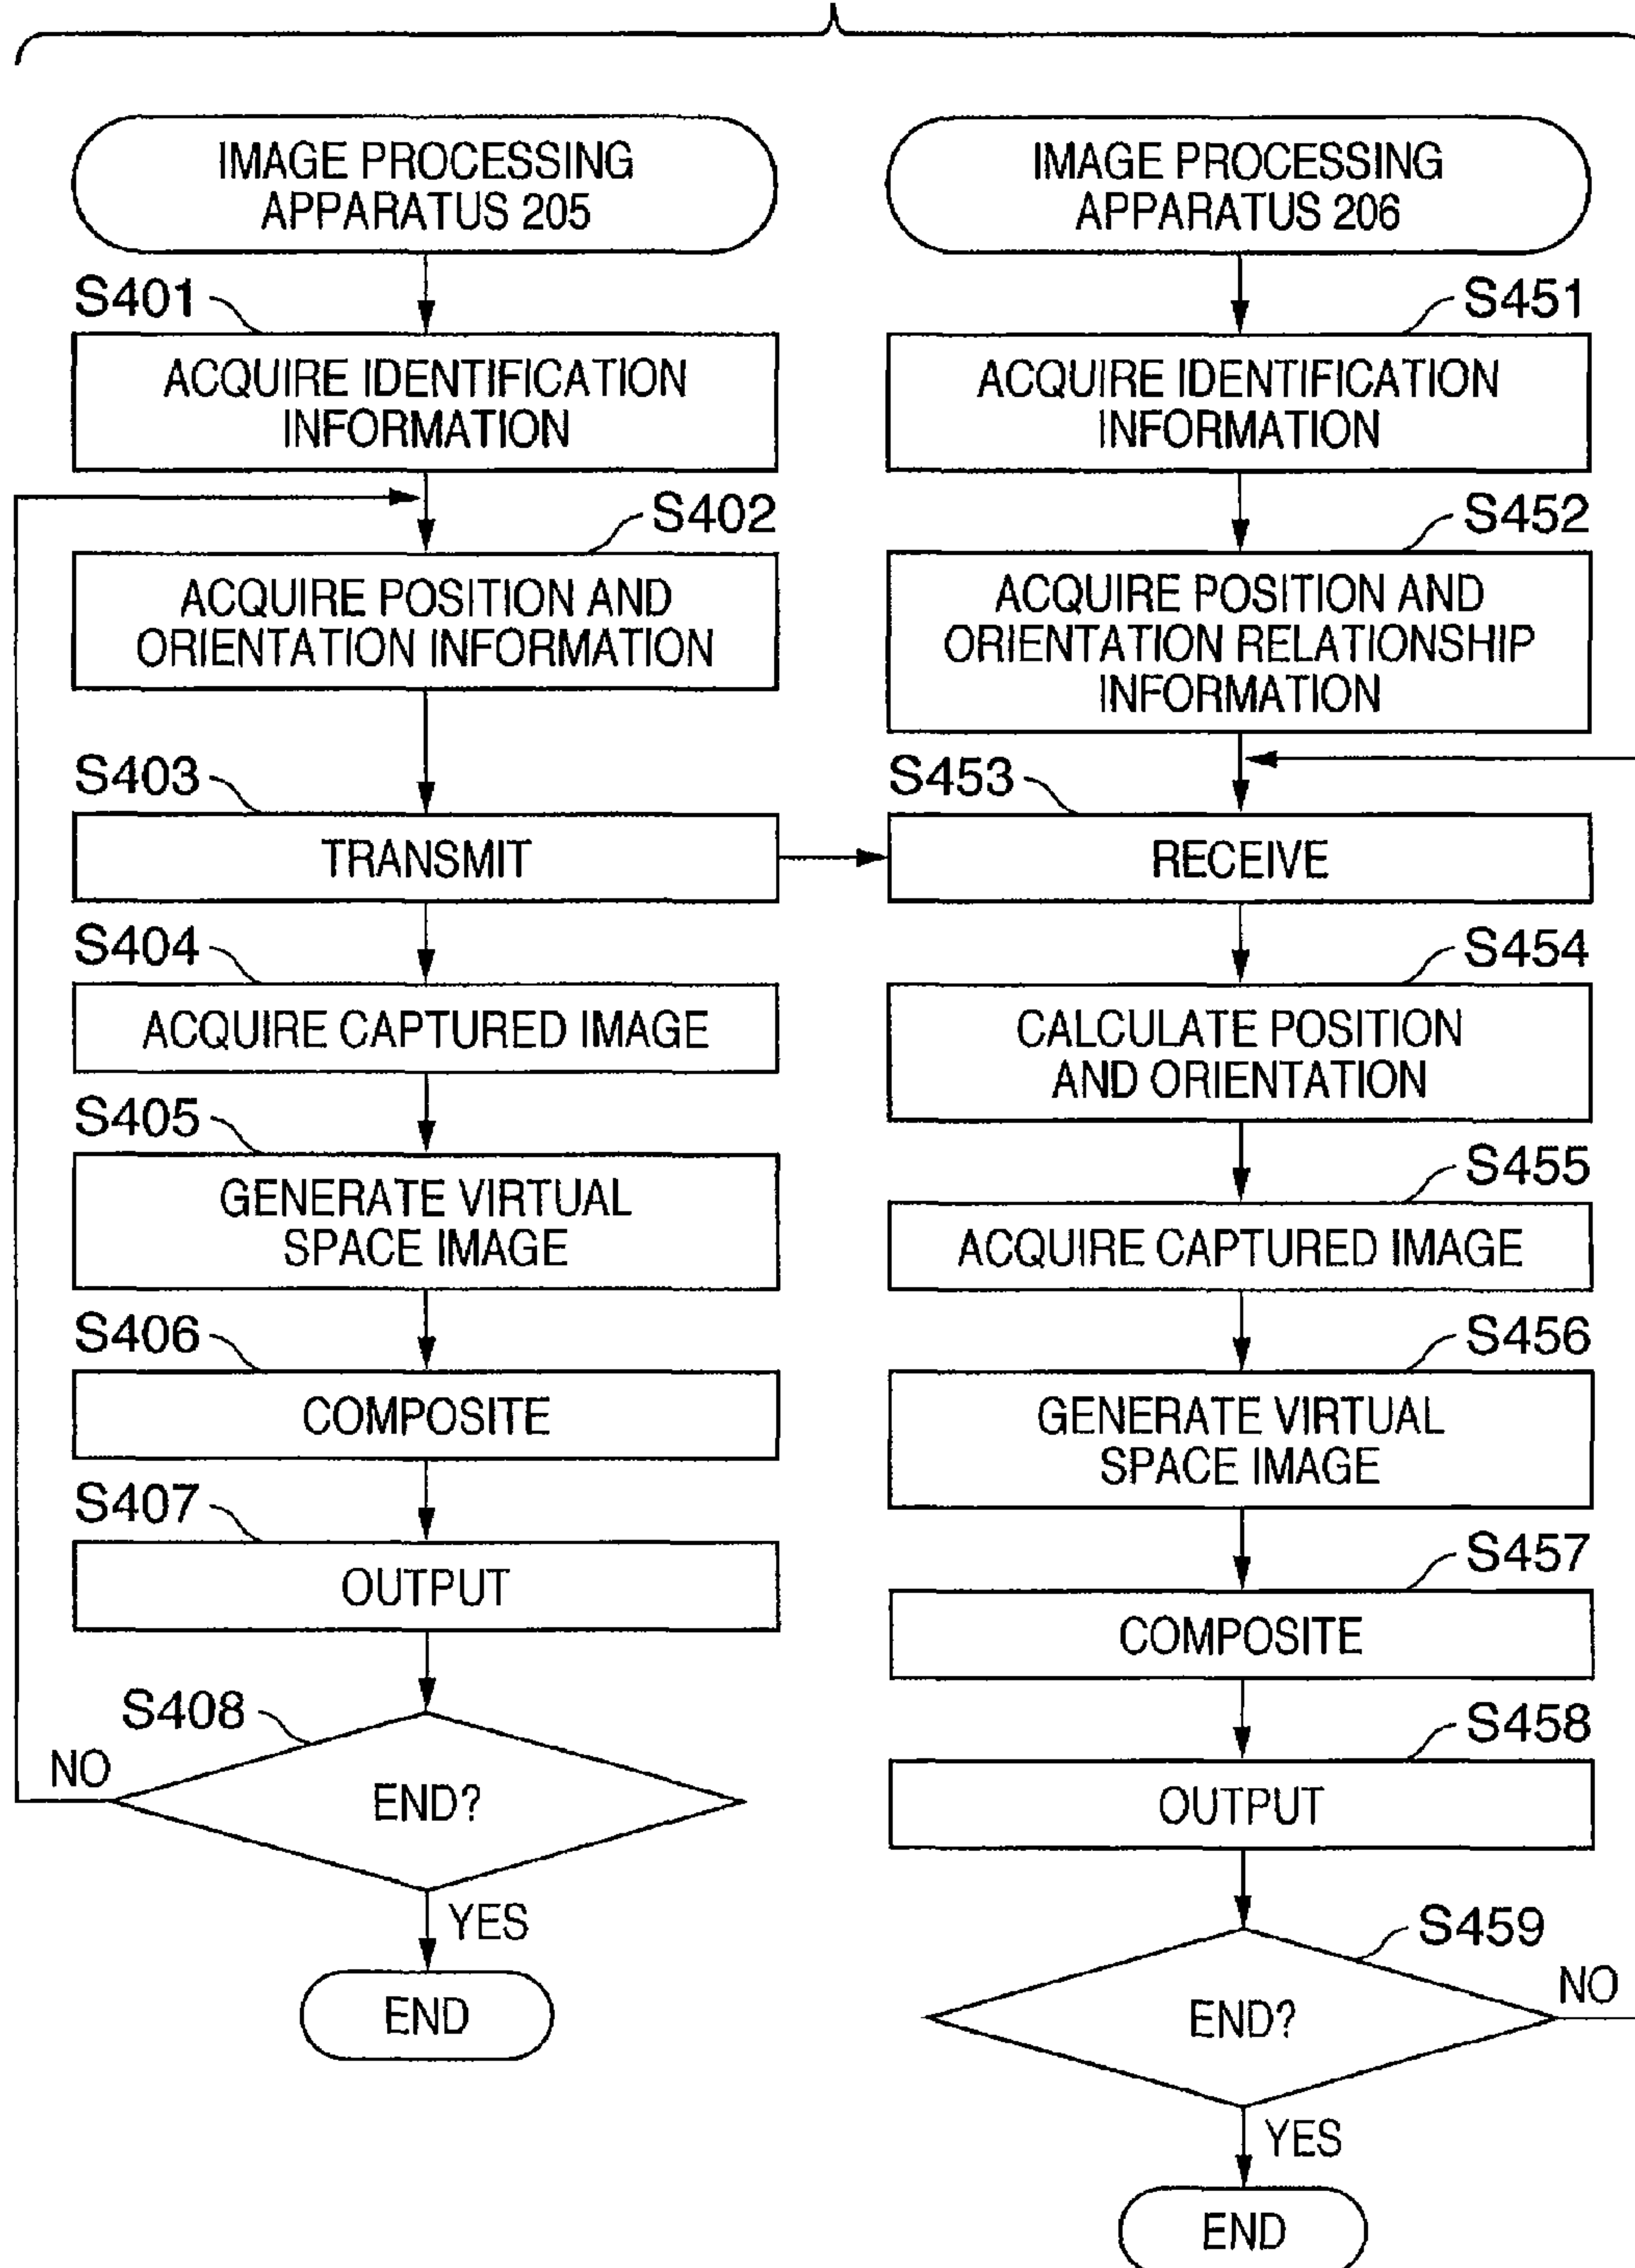 IMAGE PROCESSING
APPARATUS 205
S401
ACQUIRE IDENTIFICATION
INFORMATION
S402
ACQUIRE POSITION AND
ORIENTATION INFORMATION
S403
TRANSMIT
S404
ACQUIRE CAPTURED IMAGE
S405
GENERATE VIRTUAL
SPACE IMAGE
S406
COMPOSITE
S407
OUTPUT
S408
NO
END?
YES
END
IMAGE PROCESSING
APPARATUS 206
S451
ACQUIRE IDENTIFICATION
INFORMATION
S452
ACQUIRE POSITION AND
ORIENTATION RELATIONSHIP
INFORMATION
S453
RECEIVE
S454
CALCULATE POSITION
AND ORIENTATION
S455
ACQUIRE CAPTURED IMAGE
S456
GENERATE VIRTUAL
SPACE IMAGE
S457
COMPOSITE
S458
OUTPUT
S459
END?
NO
YES
END